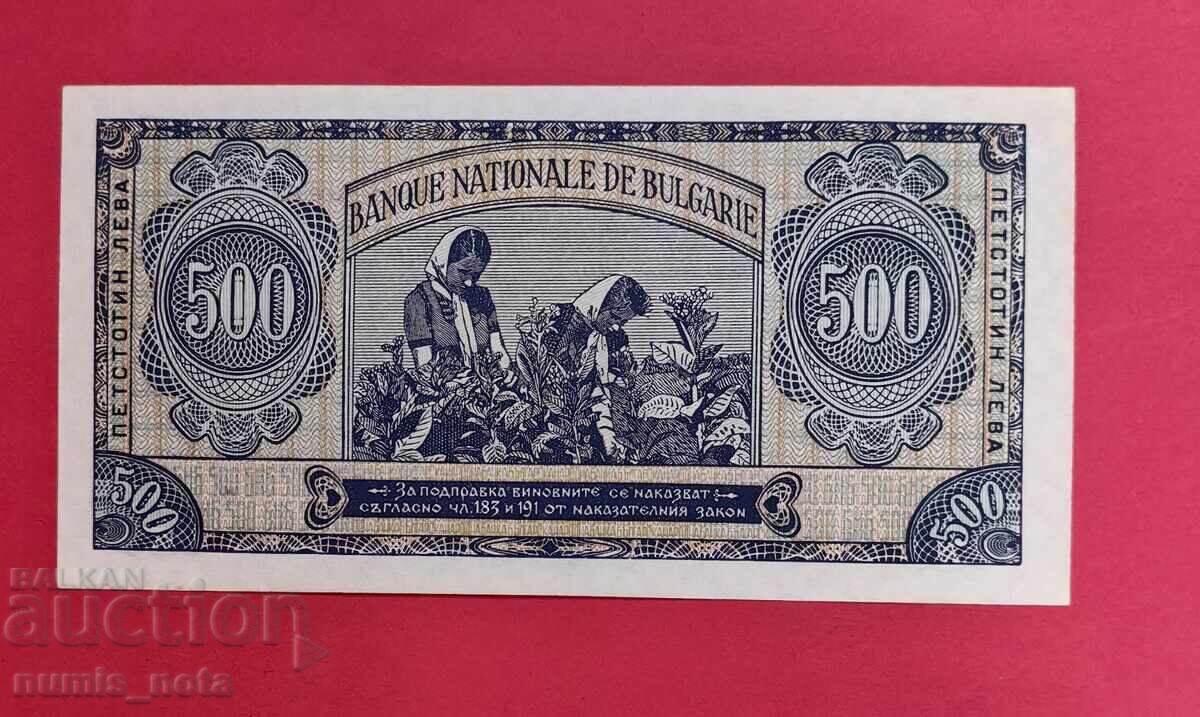 BANQUE NATIONALE DE BULGARIE
ПЕТСТОТИН ЛЕВА
500
500
ПЕТСТОТИН ЛЕВА
ЗА ПОДПРАВКА ВИНОВНИТЕ СЕ НАКАЗВАТ
СЪГЛАСНО ЧЛ. 183 И 191 ОТ НАКАЗАТЕЛНИЯ ЗАКОН
500
500
BALKAN
auction
numis_nota